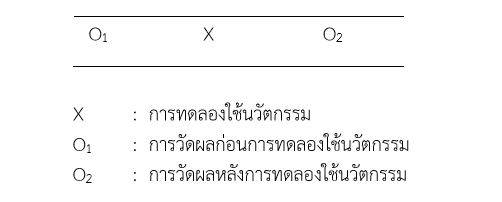 O₁ X O₂
X : การทดลองใช้นวัตกรรม
O₁ : การวัดผลก่อนการทดลองใช้นวัตกรรม
O₂ : การวัดผลหลังการทดลองใช้นวัตกรรม